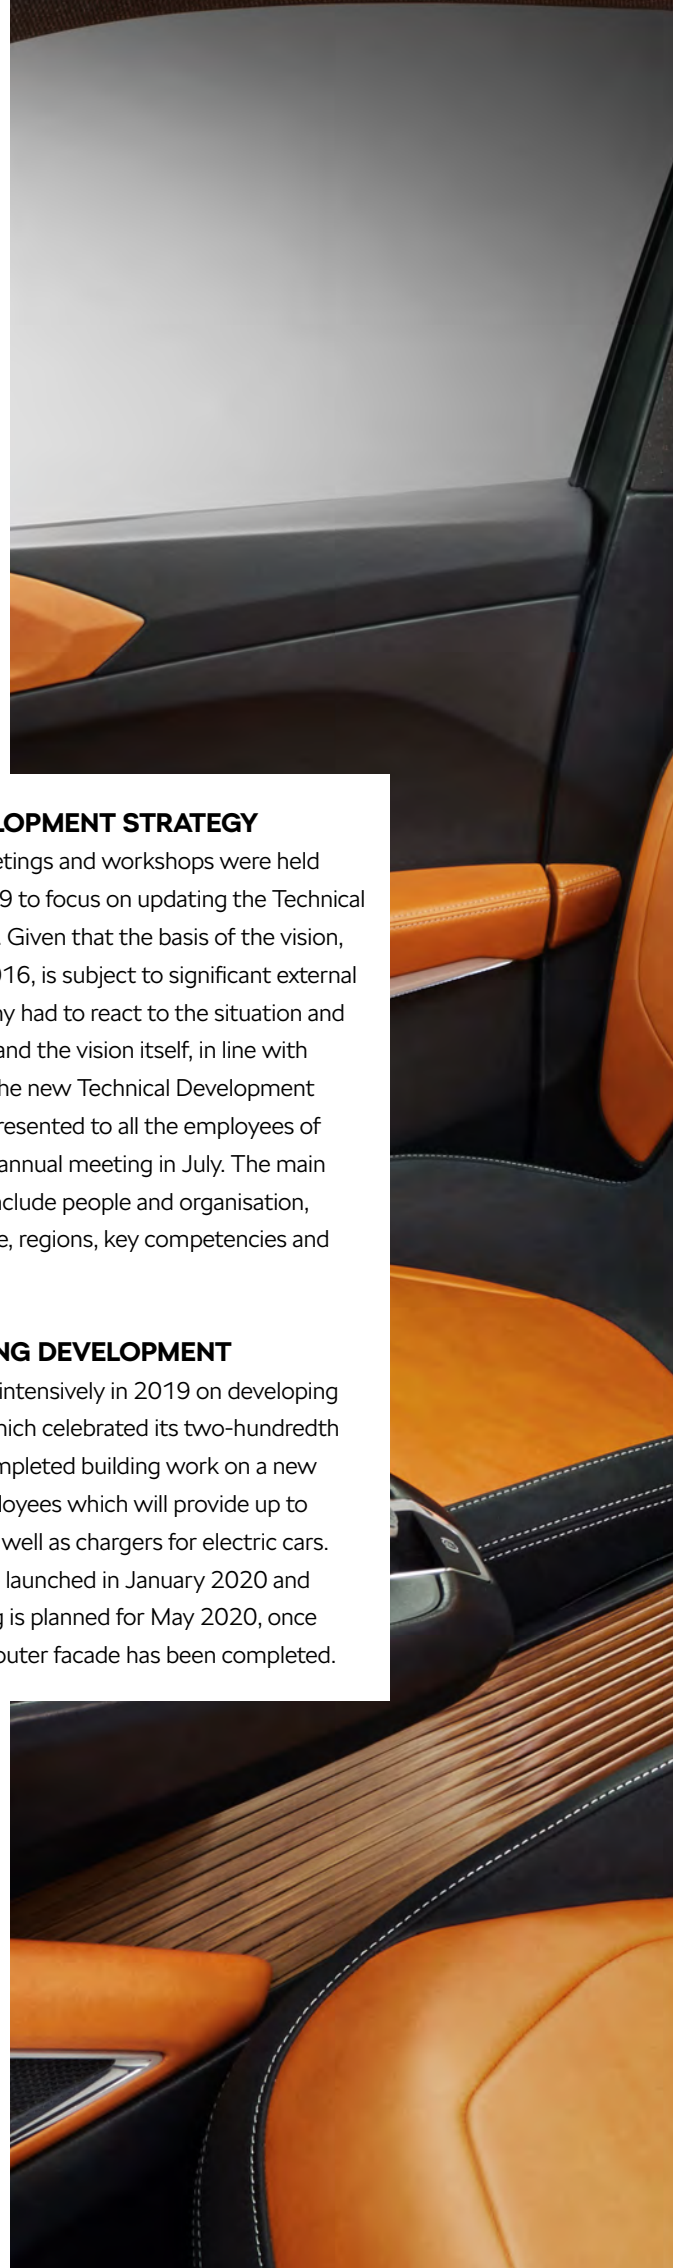 LOPMENT STRATEGY
etings and workshops were held
9 to focus on updating the Technical
. Given that the basis of the vision,
016, is subject to significant external
ny had to react to the situation and
and the vision itself, in line with
he new Technical Development
resented to all the employees of
annual meeting in July. The main
nclude people and organisation,
e, regions, key competencies and
NG DEVELOPMENT
intensively in 2019 on developing
hich celebrated its two-hundredth
mpleted building work on a new
loyees which will provide up to
well as chargers for electric cars.
launched in January 2020 and
g is planned for May 2020, once
outer facade has been completed.